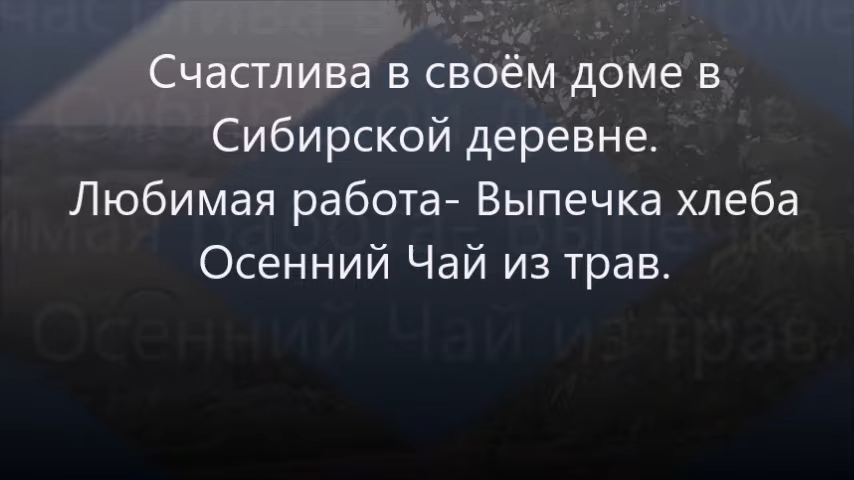 Счастлива в своём доме в
Сибирской деревне.
Любимая работа- Выпечка хлеба
Осенний Чай из трав.